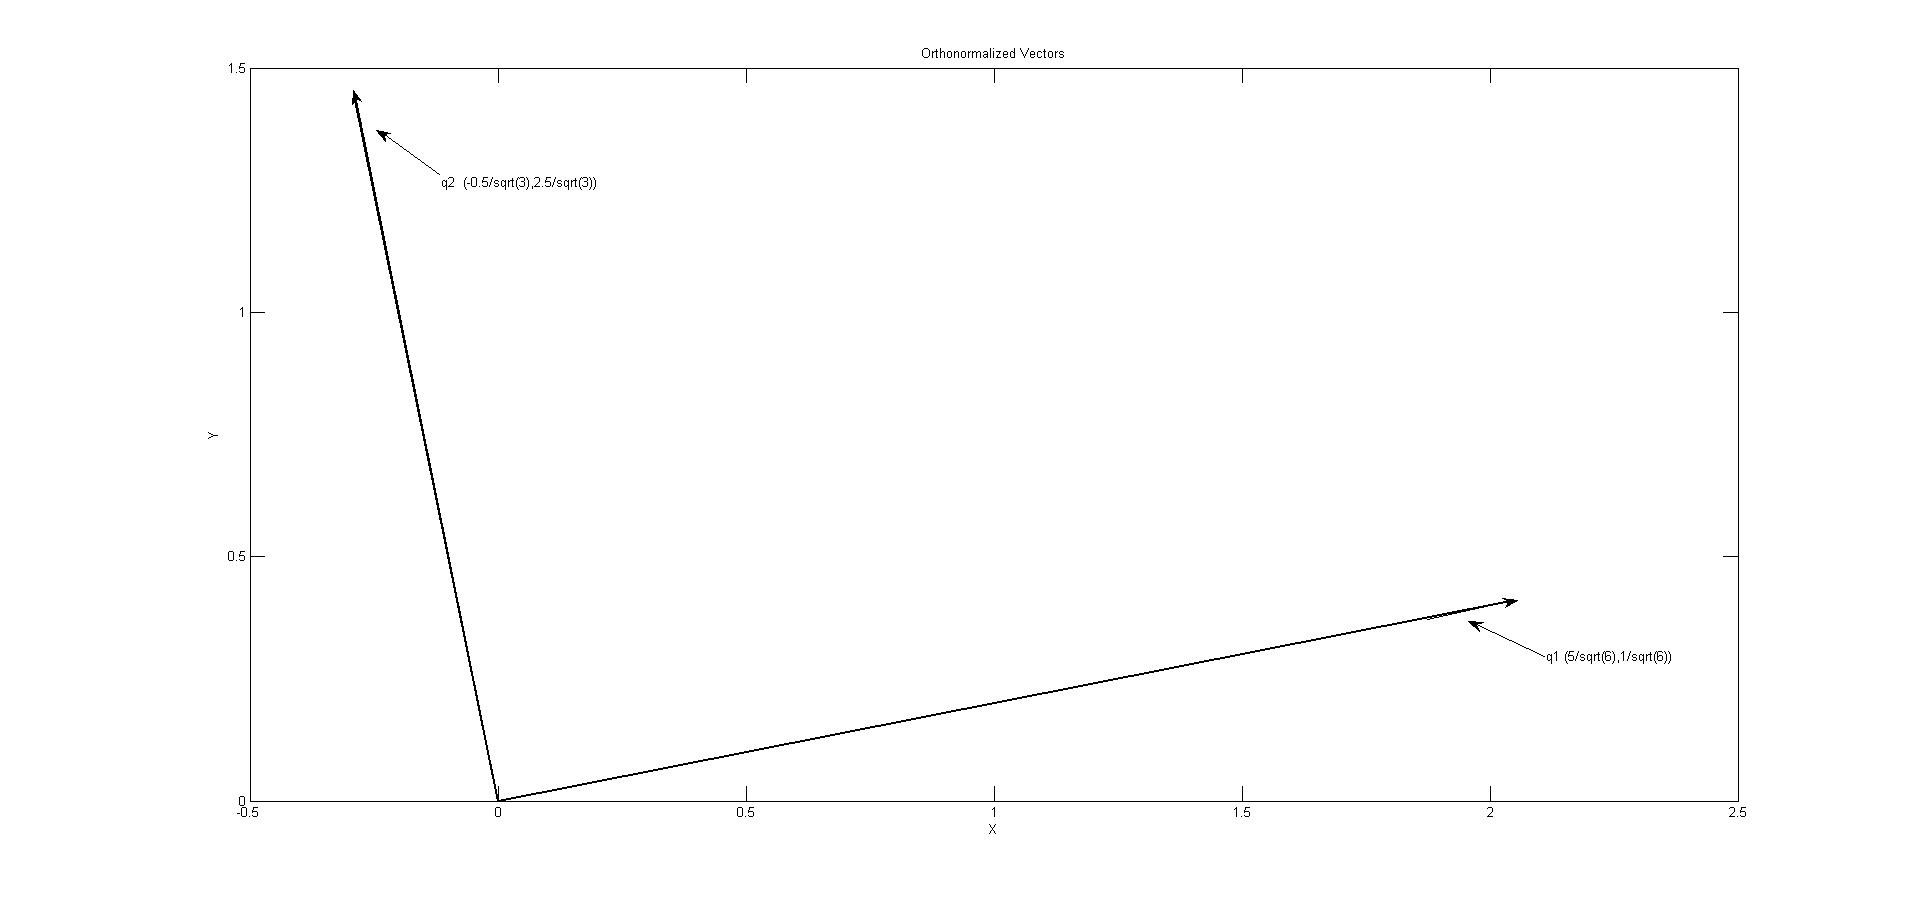 Orthonormalized Vectors
1.5
q2  (-0.5/sqrt(3),2.5/sqrt(3))
1
Y
0.5
q1 (5/sqrt(6),1/sqrt(6))
0
-0.5 0 0.5 1 1.5 2 2.5
X